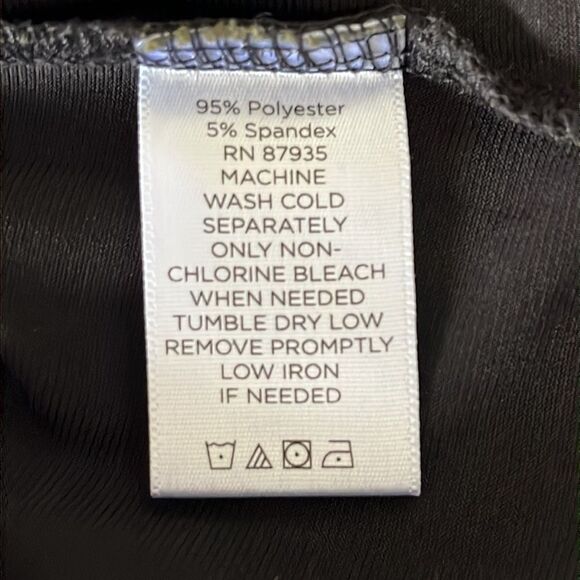 95% Polyester
5% Spandex
RN 87935
MACHINE
WASH COLD
SEPARATELY
ONLY NON-
CHLORINE BLEACH
WHEN NEEDED
TUMBLE DRY LOW
REMOVE PROMPTLY
LOW IRON
IF NEEDED